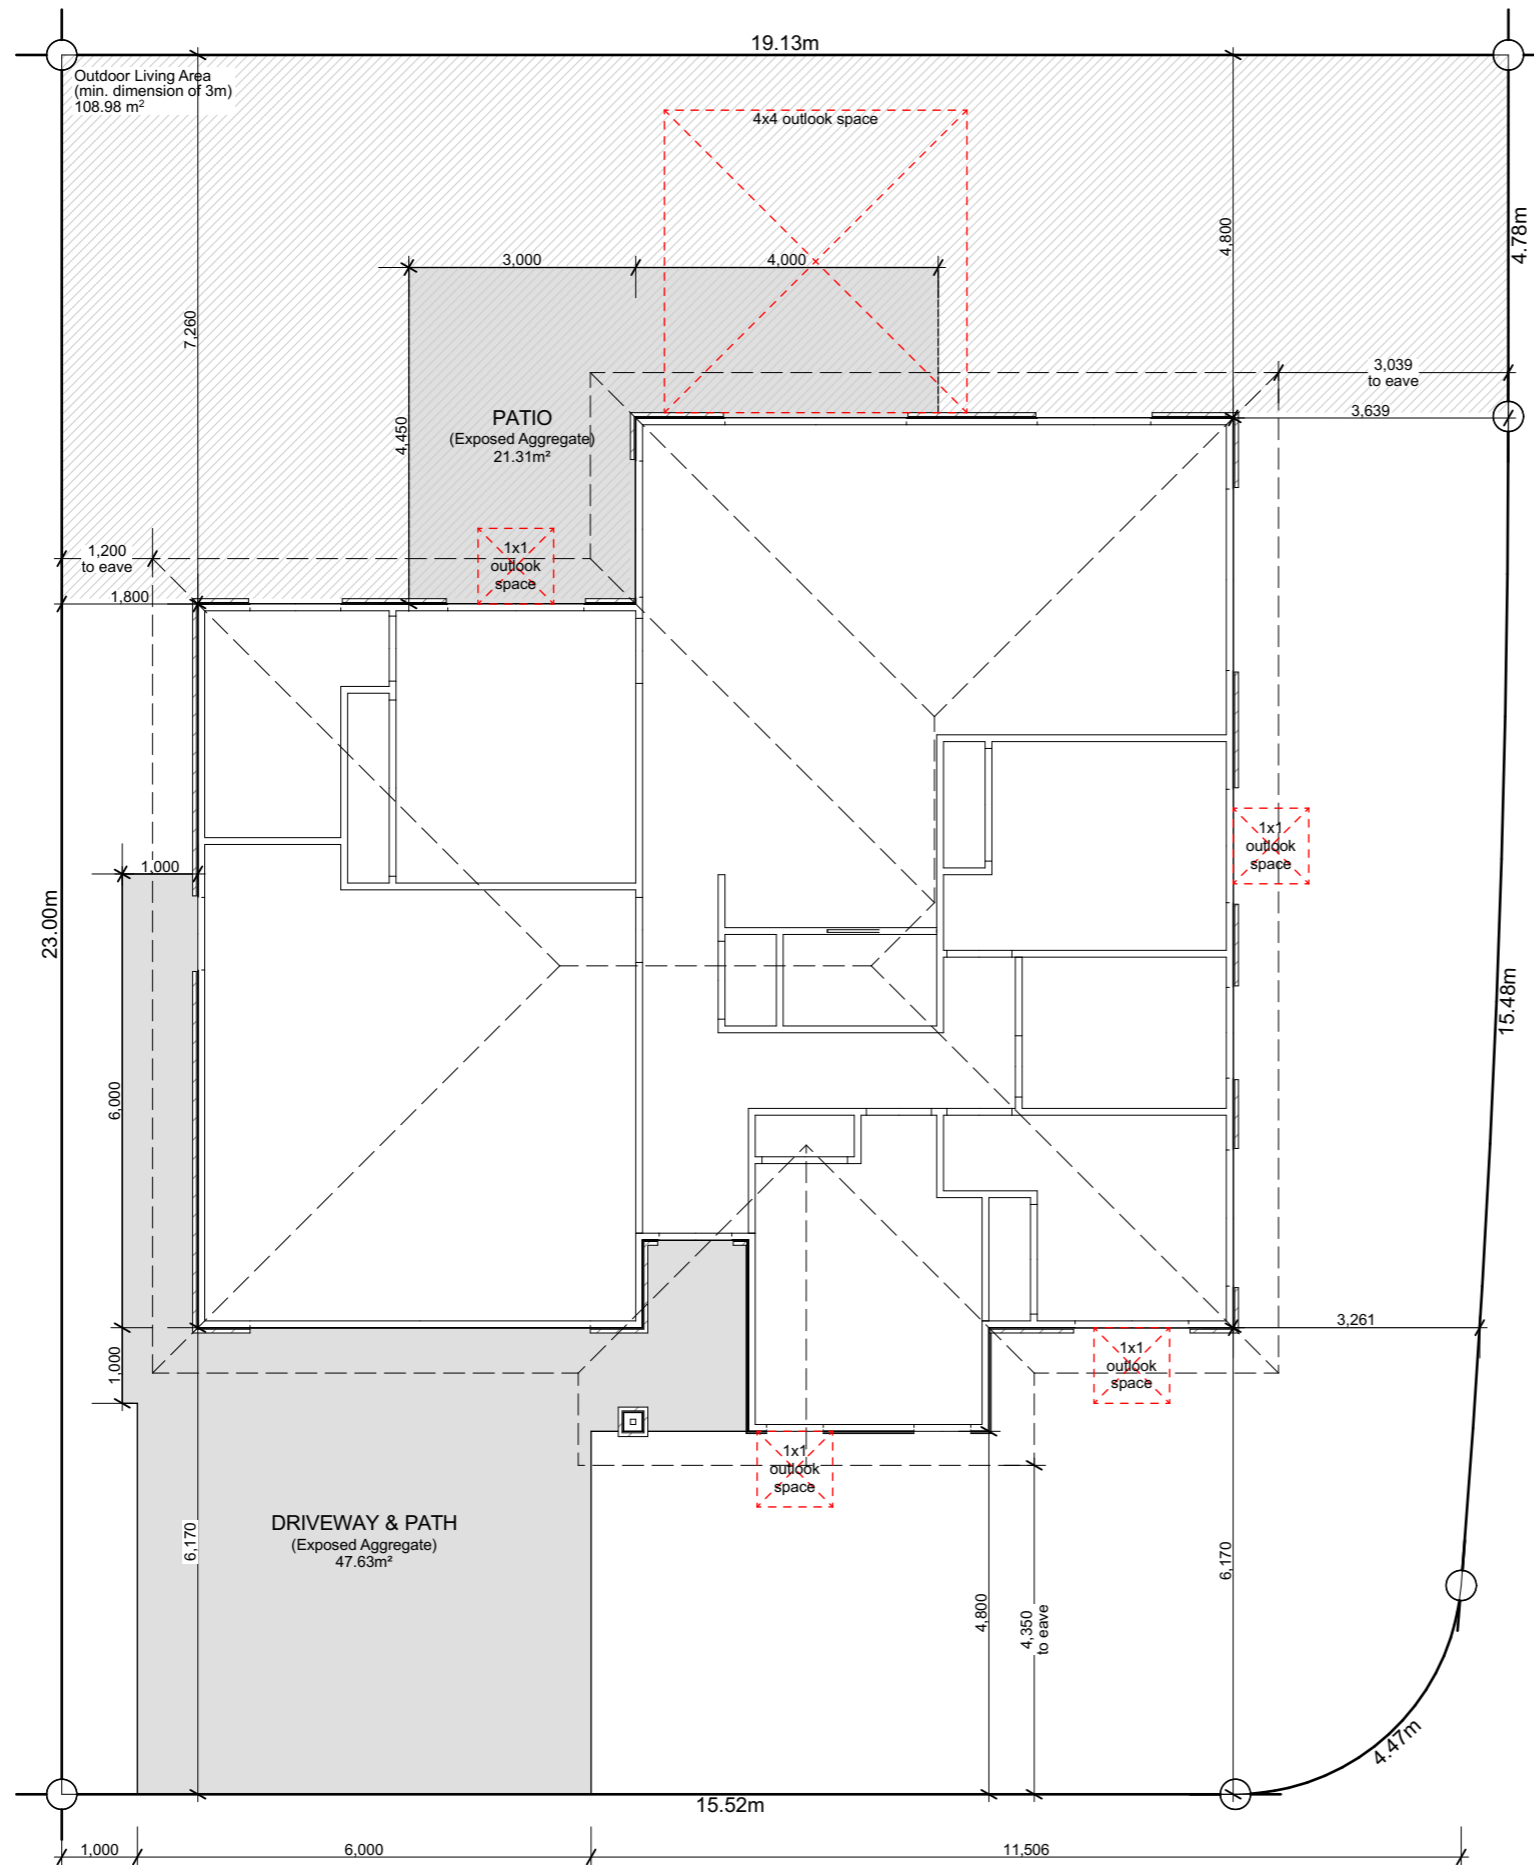 19.13m
Outdoor Living Area
(min. dimension of 3m)
108.98 m²
4x4 outlook space
4,800
4.78m
3,000
4,000
7,260
3,039
to eave
3,639
PATIO
(Exposed Aggregate)
21.31m²
4,450
1,200
to eave
1x1
outlook
space
1,800
1x1
outlook
space
1,000
23.00m
15.48m
6,000
3,261
1,000
1x1
outlook
space
1x1
outlook
space
DRIVEWAY & PATH
(Exposed Aggregate)
47.63m²
6,170
6,170
4,800
4,350
to eave
4.47m
15.52m
1,000
6,000
11,506